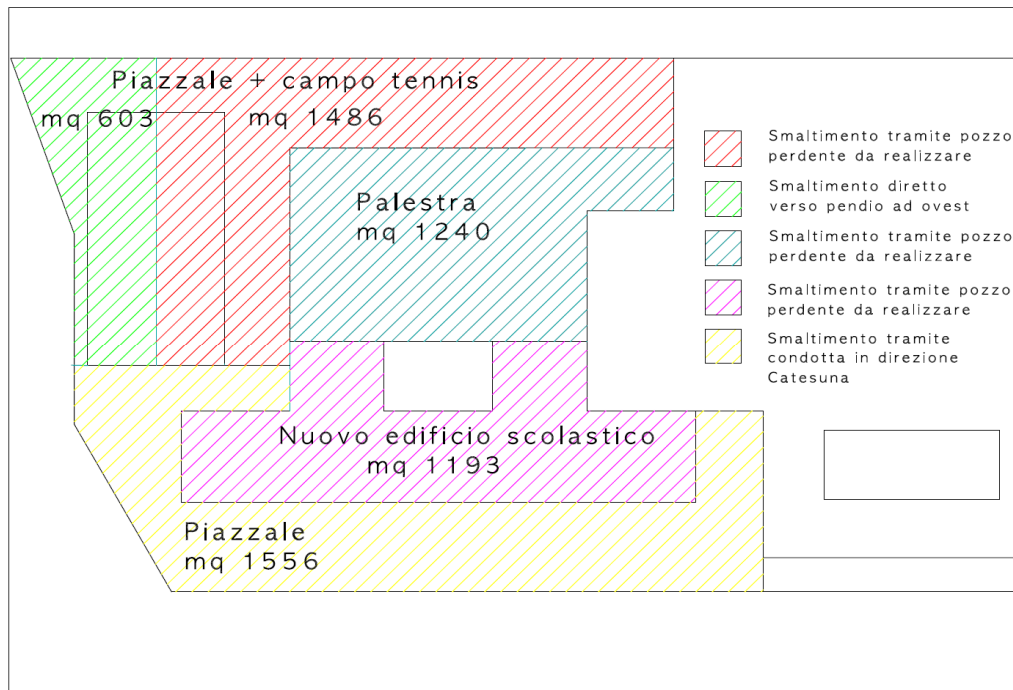 Piazzale + campo tennis
mq 603 mq 1486
Palestra
mq 1240
Nuovo edificio scolastico
mq 1193
Piazzale
mq 1556
Smaltimento tramite pozzo
perdente da realizzare
Smaltimento diretto
verso pendio ad ovest
Smaltimento tramite pozzo
perdente da realizzare
Smaltimento tramite pozzo
perdente da realizzare
Smaltimento tramite
condotta in direzione
Catesuna